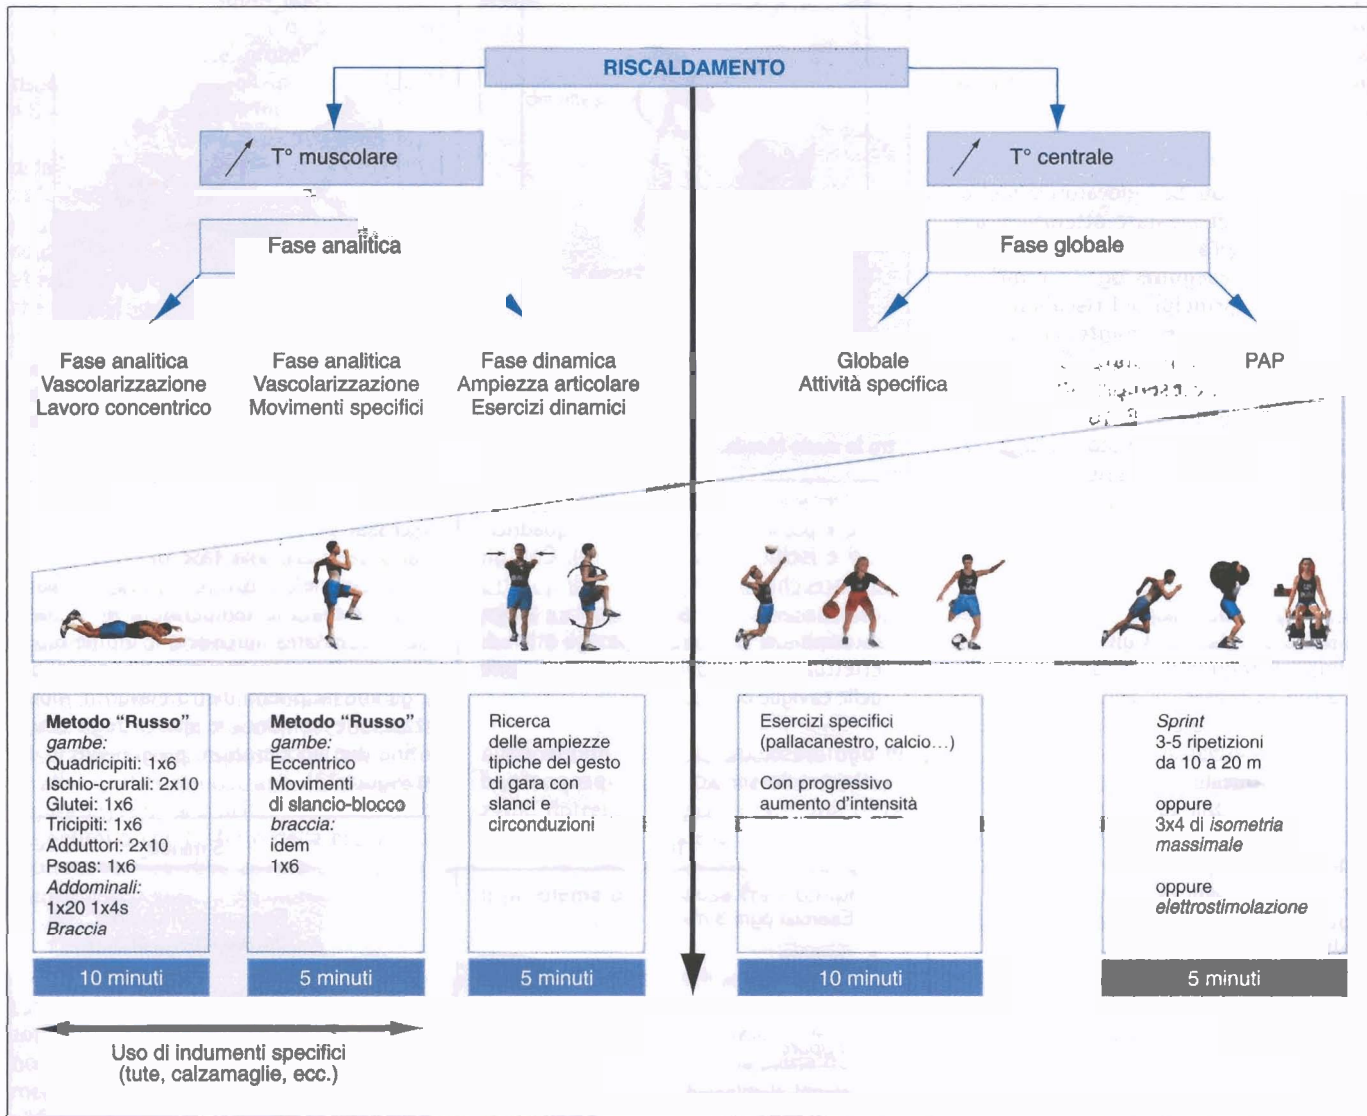 RISCALDAMENTO
T° muscolare
T° centrale
Fase analitica
Fase globale
Fase analitica
Vascolarizzazione
Lavoro concentrico
Fase analitica
Vascolarizzazione
Movimenti specifici
Fase dinamica
Ampiezza articolare
Esercizi dinamici
Globale
Attività specifica
PAP
Metodo “Russo”
gambe:
Quadricipiti: 1x6
Ischio-crurali: 2x10
Glutei: 1x6
Tricipiti: 1x6
Adduttori: 2x10
Psoas: 1x6
Addominali:
1x20 1x4s
Braccia
10 minuti
Metodo “Russo”
gambe:
Eccentrico
Movimenti
di slancio-blocco
braccia:
idem
1x6
5 minuti
Ricerca
delle ampiezze
tipiche del gesto
di gara con
slanci e
circonduzioni
5 minuti
Esercizi specifici
(pallacanestro, calcio…)
Con progressivo
aumento d’intensità
10 minuti
Sprint
3-5 ripetizioni
da 10 a 20 m
oppure
3x4 di isometria
massimale
oppure
elettrostimolazione
5 minuti
Uso di indumenti specifici
(tute, calzamaglie, ecc.)